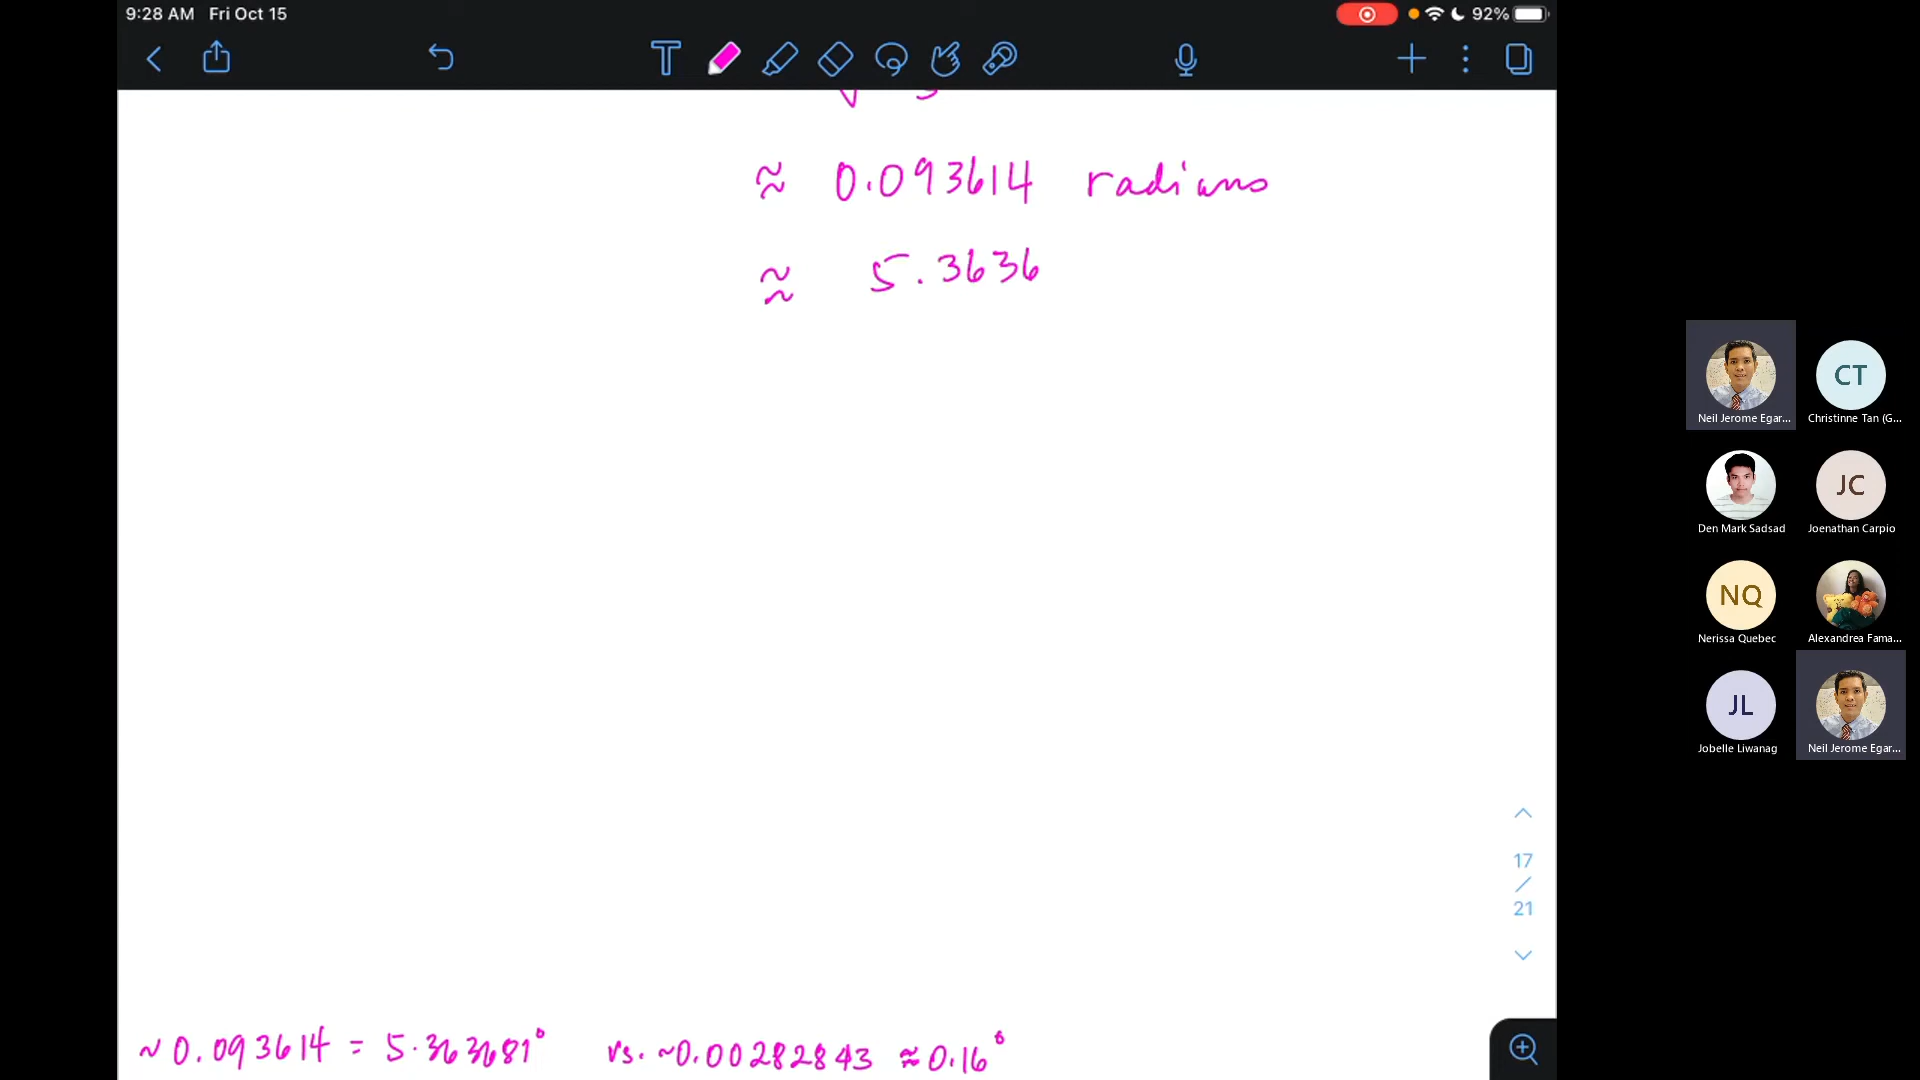 9:28 AM Fri Oct 15
92%
≈ 0.093614 radians
≈ 5.3636
~ 0.093614 = 5.363681° vs. ~0.00282843 ≈ 0.16°
17
/
21
Neil Jerome Egar...
CT
Christinne Tan (G...
Den Mark Sadsad
JC
Joenathan Carpio
NQ
Nerissa Quebec
Alexandrea Fama...
JL
Jobelle Liwanag
Neil Jerome Egar...